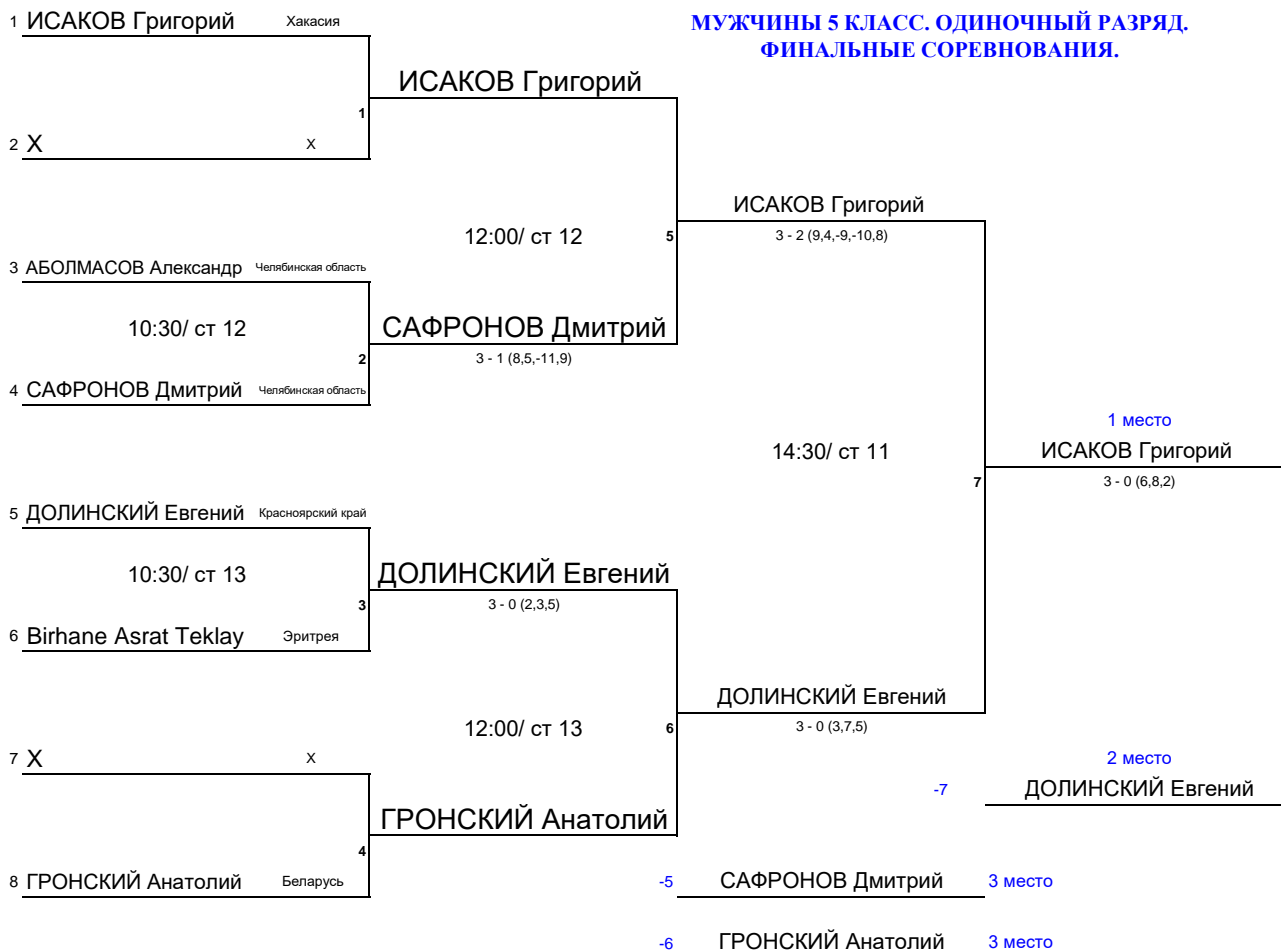 1 ИСАКОВ Григорий Хакасия
МУЖЧИНЫ 5 КЛАСС. ОДИНОЧНЫЙ РАЗРЯД.
ФИНАЛЬНЫЕ СОРЕВНОВАНИЯ.
ИСАКОВ Григорий
1
2 X X
ИСАКОВ Григорий
12:00/ ст 12 5
3 - 2 (9,4,-9,-10,8)
3 АБОЛМАСОВ Александр Челябинская область
10:30/ ст 12
САФРОНОВ Дмитрий
2
3 - 1 (8,5,-11,9)
4 САФРОНОВ Дмитрий Челябинская область
1 место
14:30/ ст 11
ИСАКОВ Григорий
7
3 - 0 (6,8,2)
5 ДОЛИНСКИЙ Евгений Красноярский край
10:30/ ст 13
ДОЛИНСКИЙ Евгений
3
3 - 0 (2,3,5)
6 Birhane Asrat Teklay Эритрея
ДОЛИНСКИЙ Евгений
12:00/ ст 13 6
3 - 0 (3,7,5)
7 X X
2 место
-7 ДОЛИНСКИЙ Евгений
ГРОНСКИЙ Анатолий
4
8 ГРОНСКИЙ Анатолий Беларусь
-5 САФРОНОВ Дмитрий 3 место
-6 ГРОНСКИЙ Анатолий 3 место